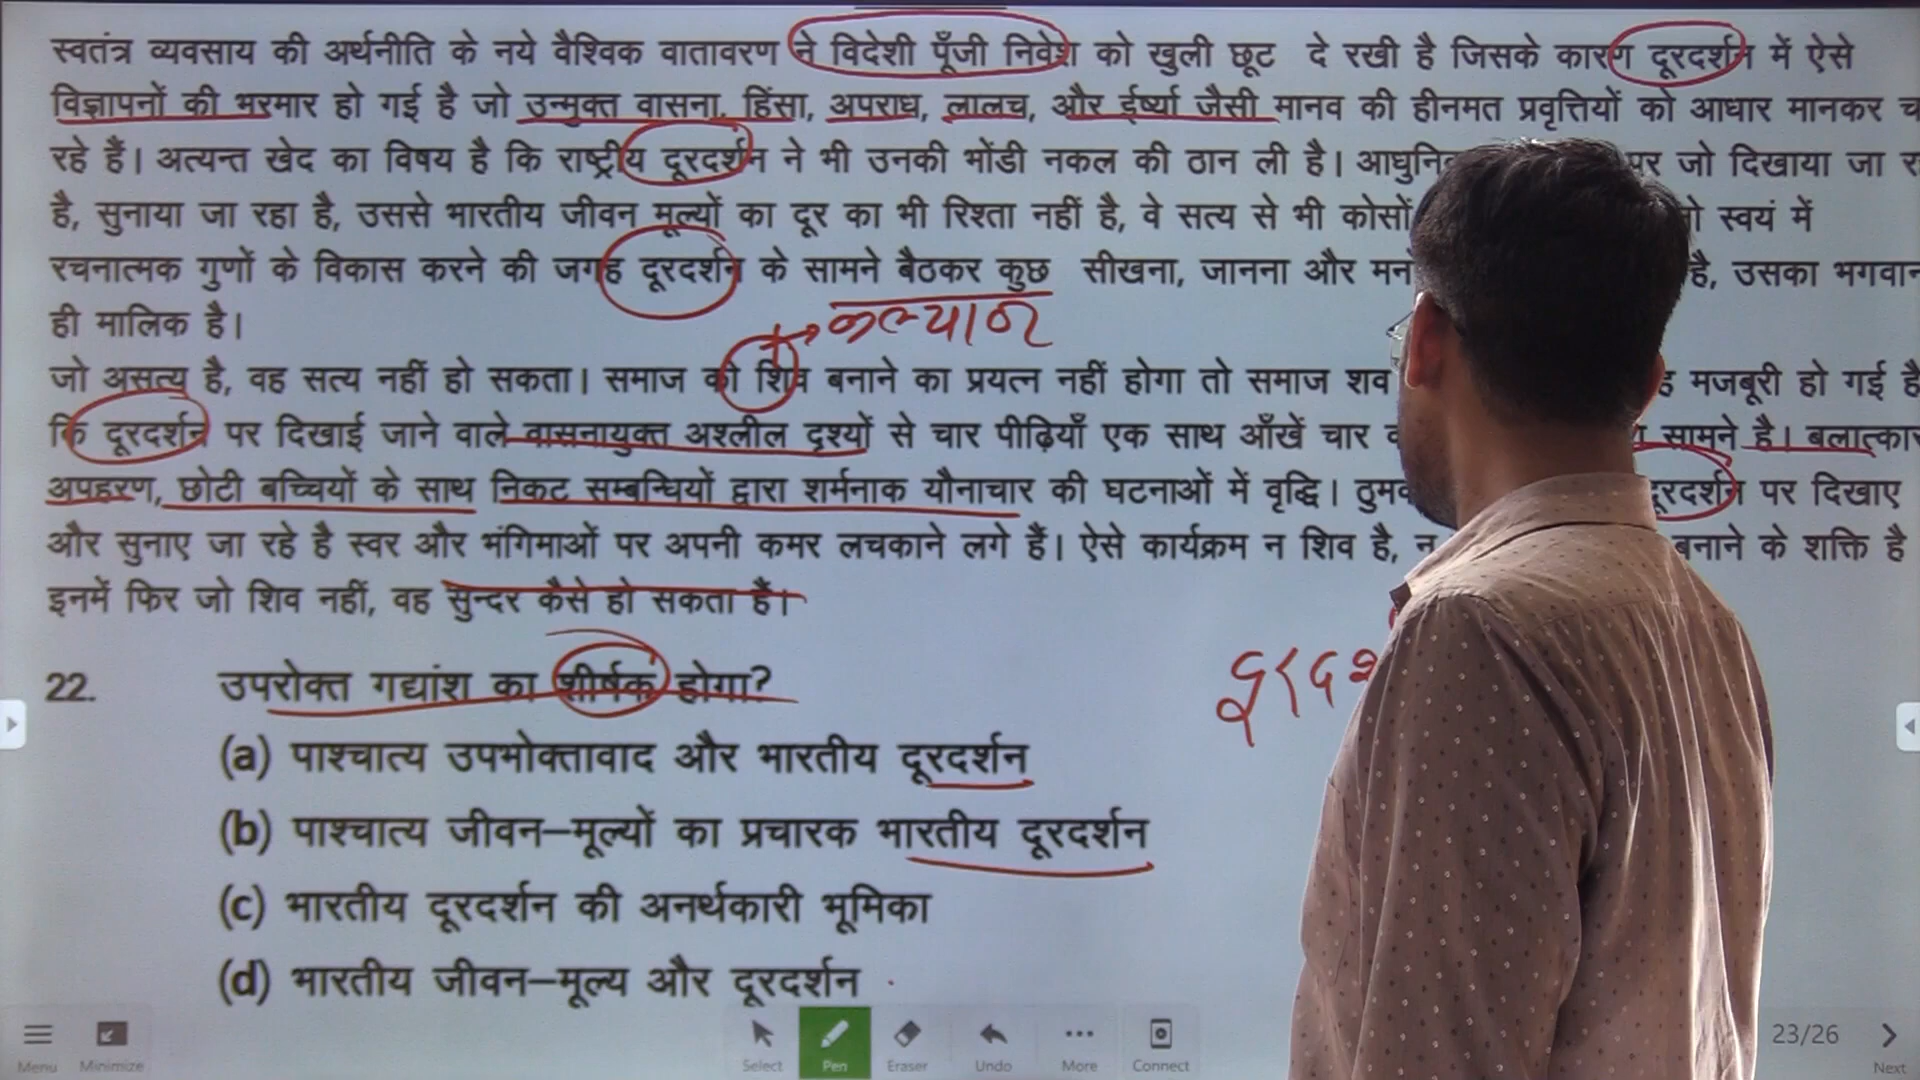 स्वतंत्र व्यवसाय की अर्थनीति के नये वैश्विक वातावरण ने विदेशी पूँजी निवेश को खुली छूट दे रखी है जिसके कारण दूरदर्शन में ऐसे
विज्ञापनों की भरमार हो गई है जो उन्मुक्त वासना, हिंसा, अपराध, लालच, और ईर्ष्या जैसी मानव की हीनमत प्रवृत्तियों को आधार मानकर च
रहे हैं। अत्यन्त खेद का विषय है कि राष्ट्रीय दूरदर्शन ने भी उनकी भोंडी नकल की ठान ली है। आधुनि पर जो दिखाया जा र
है, सुनाया जा रहा है, उससे भारतीय जीवन मूल्यों का दूर का भी रिश्ता नहीं है, वे सत्य से भी कोसों स्वयं में
रचनात्मक गुणों के विकास करने की जगह दूरदर्शन के सामने बैठकर कुछ सीखना, जानना और मनो है, उसका भगवान
ही मालिक है।
कल्याण
जो असत्य है, वह सत्य नहीं हो सकता। समाज को शिव बनाने का प्रयत्न नहीं होगा तो समाज शव मजबूरी हो गई है
कि दूरदर्शन पर दिखाई जाने वाले वासनायुक्त अश्लील दृश्यों से चार पीढ़ियाँ एक साथ आँखें चार सामने है। बलात्कार
अपहरण, छोटी बच्चियों के साथ निकट सम्बन्धियों द्वारा शर्मनाक यौनाचार की घटनाओं में वृद्धि। ठुमक दूरदर्शन पर दिखाए
और सुनाए जा रहे है स्वर और भंगिमाओं पर अपनी कमर लचकाने लगे हैं। ऐसे कार्यक्रम न शिव है, न बनाने के शक्ति है
इनमें फिर जो शिव नहीं, वह सुन्दर कैसे हो सकता है।
22. उपरोक्त गद्यांश का शीर्षक होगा?
दूरदश
(a) पाश्चात्य उपभोक्तावाद और भारतीय दूरदर्शन
(b) पाश्चात्य जीवन–मूल्यों का प्रचारक भारतीय दूरदर्शन
(c) भारतीय दूरदर्शन की अनर्थकारी भूमिका
(d) भारतीय जीवन–मूल्य और दूरदर्शन
Menu Minimize Select Pen Eraser Undo More Connect 23/26 Next